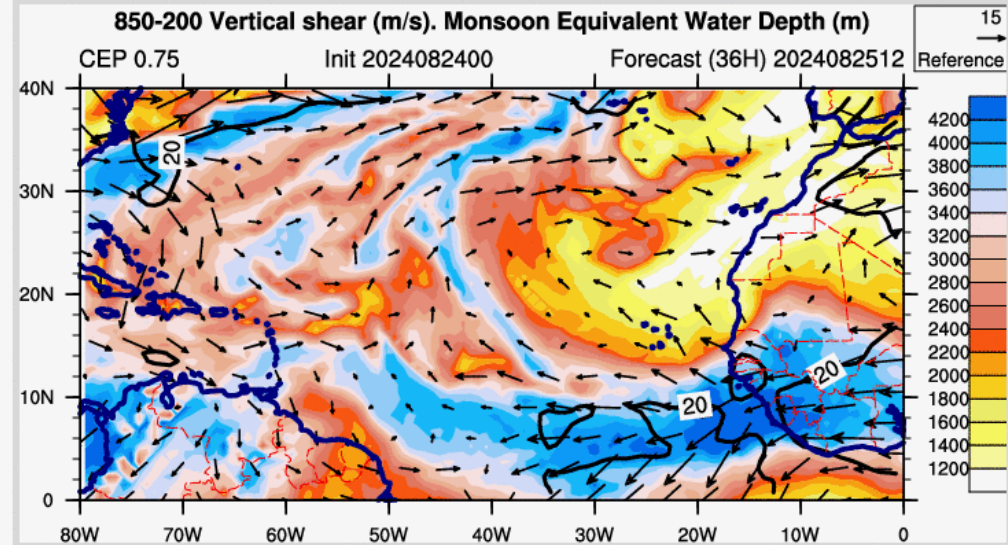 850-200 Vertical shear (m/s). Monsoon Equivalent Water Depth (m)
15
Reference
CEP 0.75 Init 2024082400 Forecast (36H) 2024082512
40N
30N
20N
10N
0
20
20
20
80W 70W 60W 50W 40W 30W 20W 10W 0
4200
4000
3800
3600
3400
3200
3000
2800
2600
2400
2200
2000
1800
1600
1400
1200